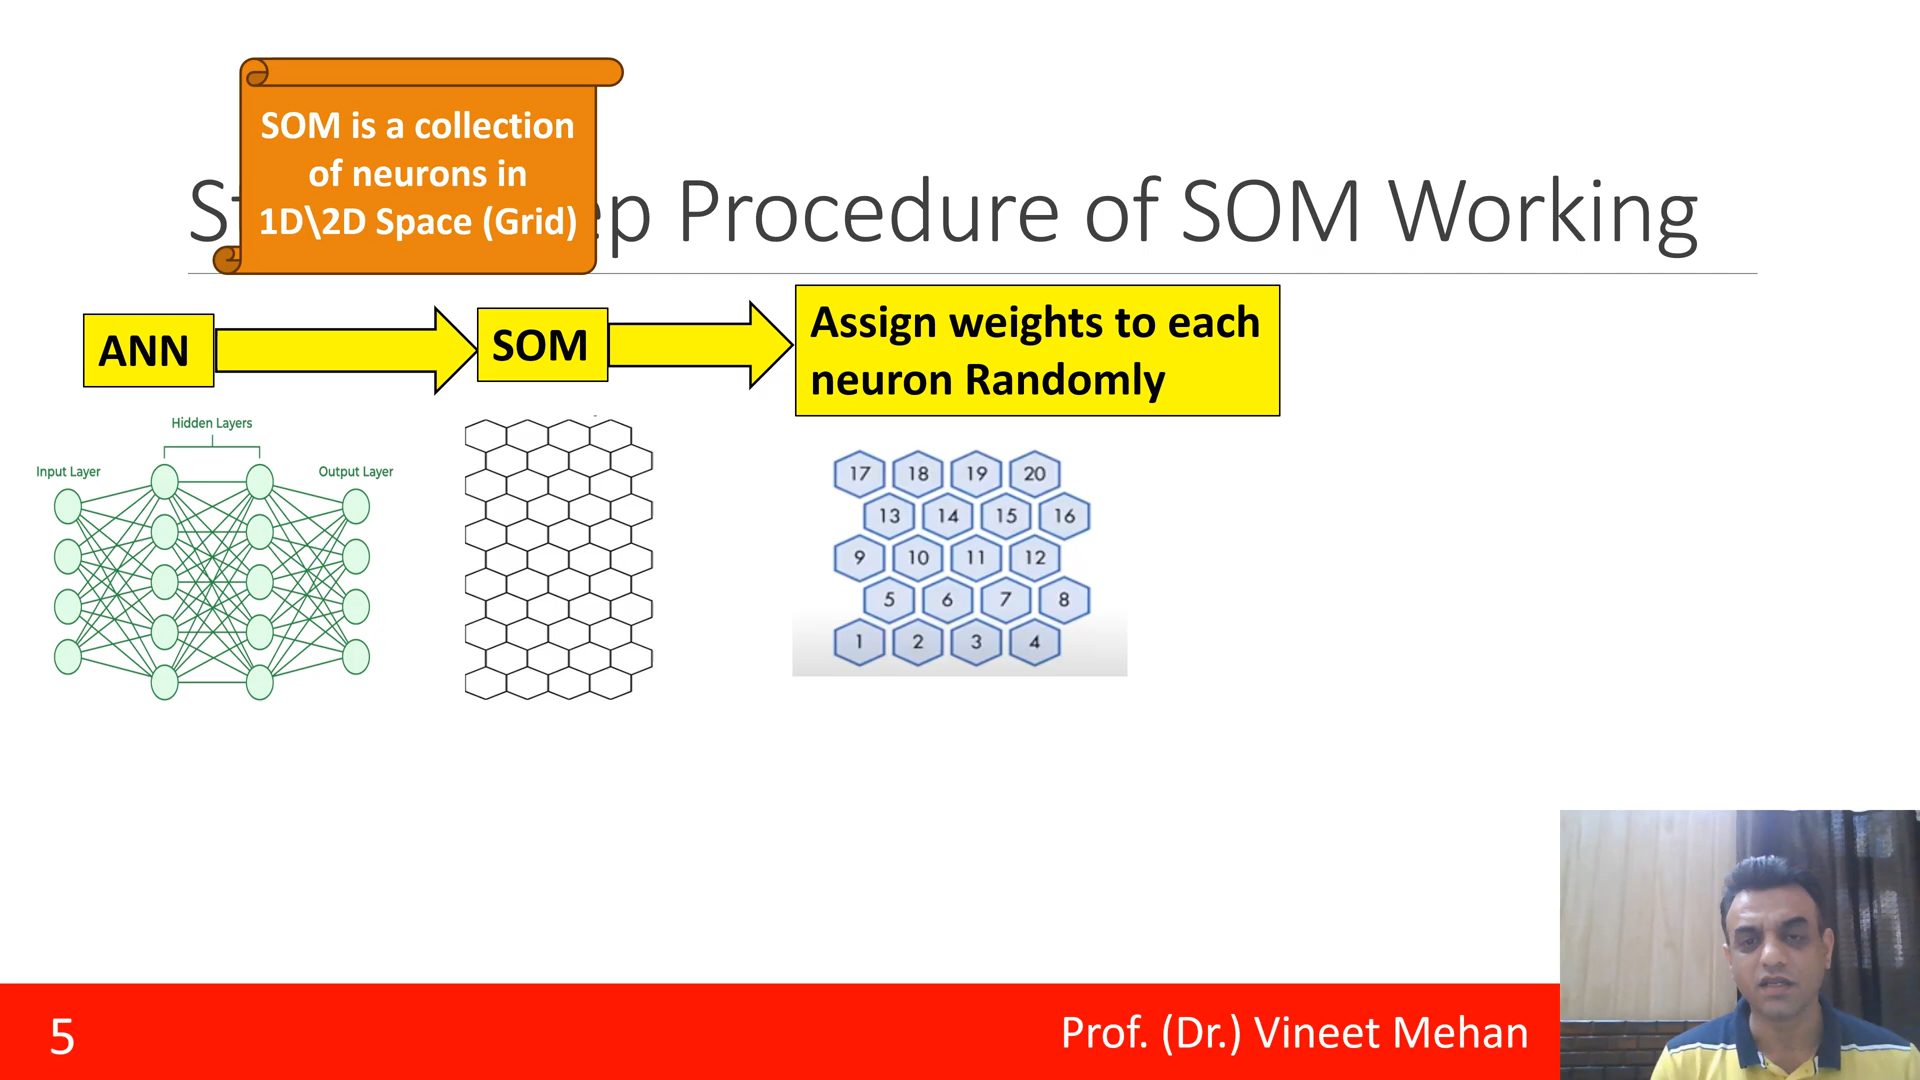 SOM is a collection
of neurons in
1D\2D Space (Grid)
Procedure of SOM Working
ANN
SOM
Assign weights to each
neuron Randomly
Hidden Layers
Input Layer
Output Layer
17 18 19 20
13 14 15 16
9 10 11 12
5 6 7 8
1 2 3 4
5
Prof. (Dr.) Vineet Mehan